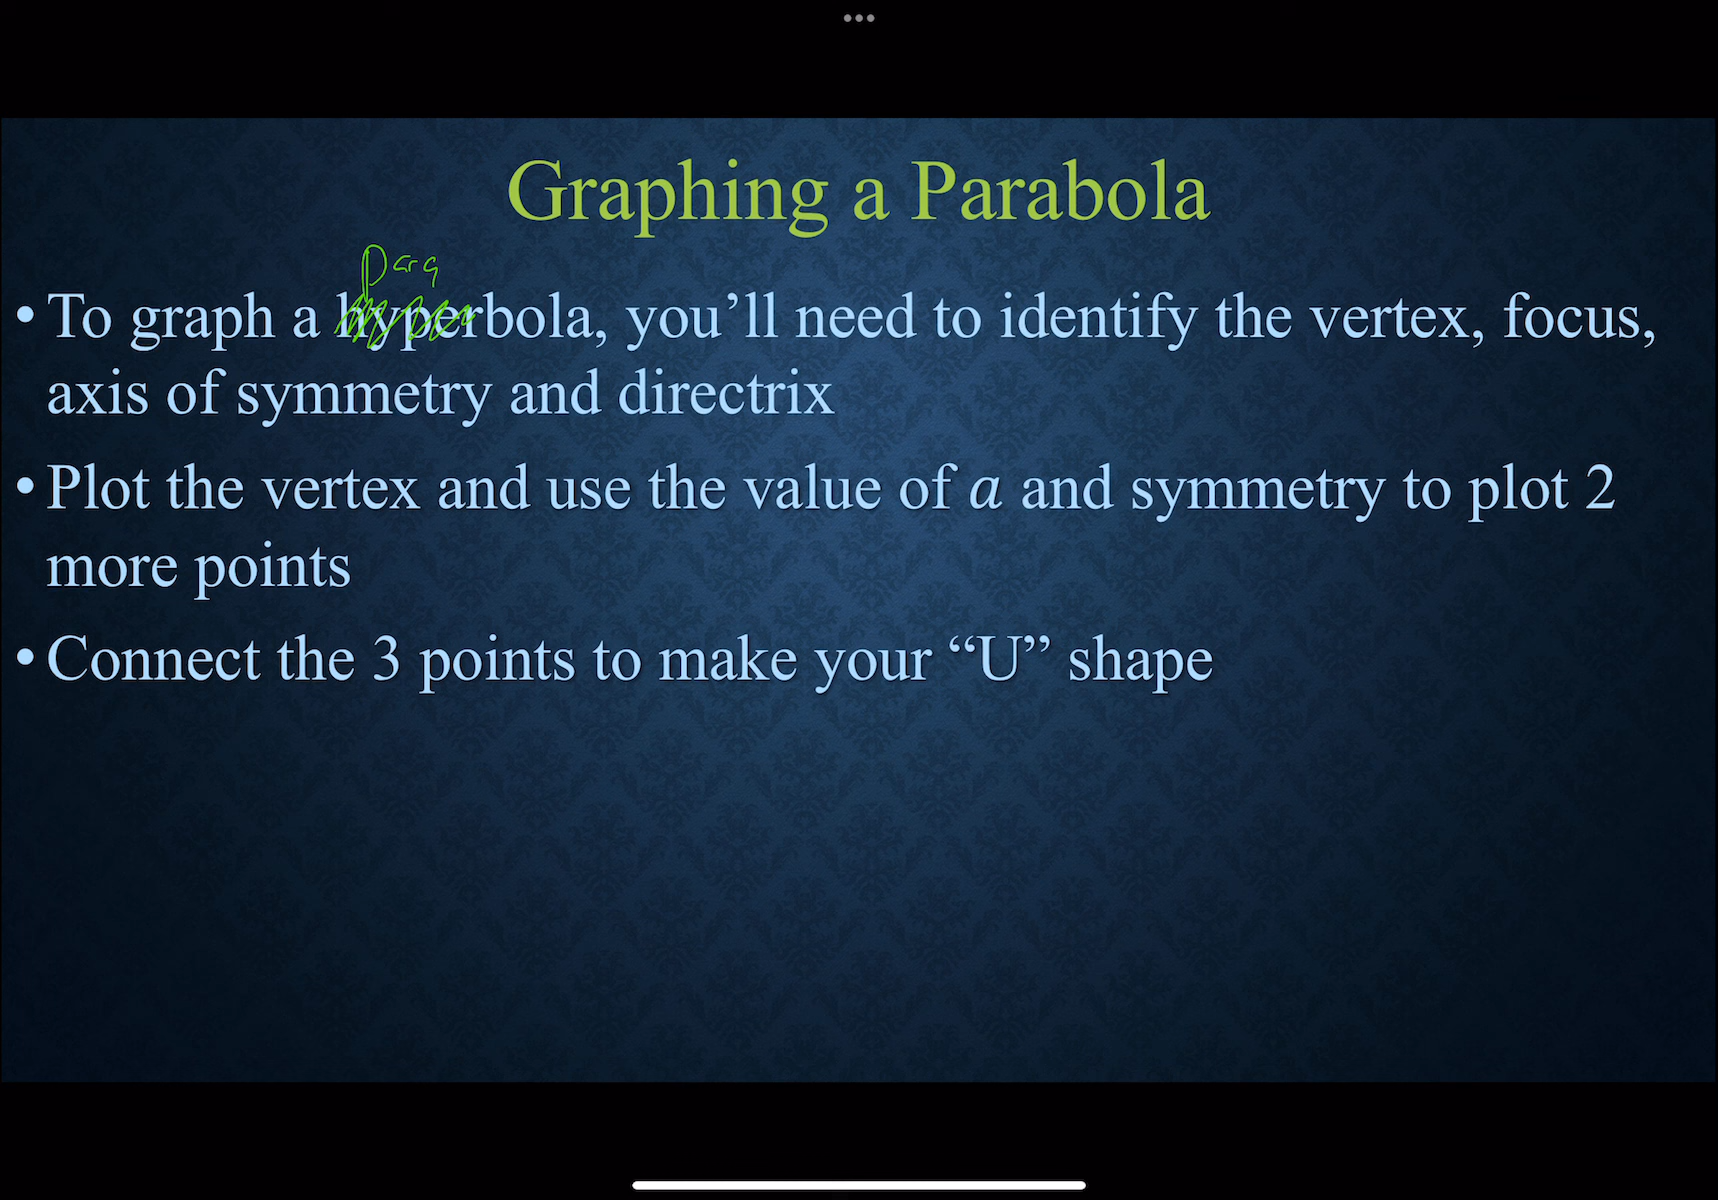 Graphing a Parabola
para
• To graph a hyperbola, you’ll need to identify the vertex, focus,
axis of symmetry and directrix
• Plot the vertex and use the value of a and symmetry to plot 2
more points
• Connect the 3 points to make your “U” shape